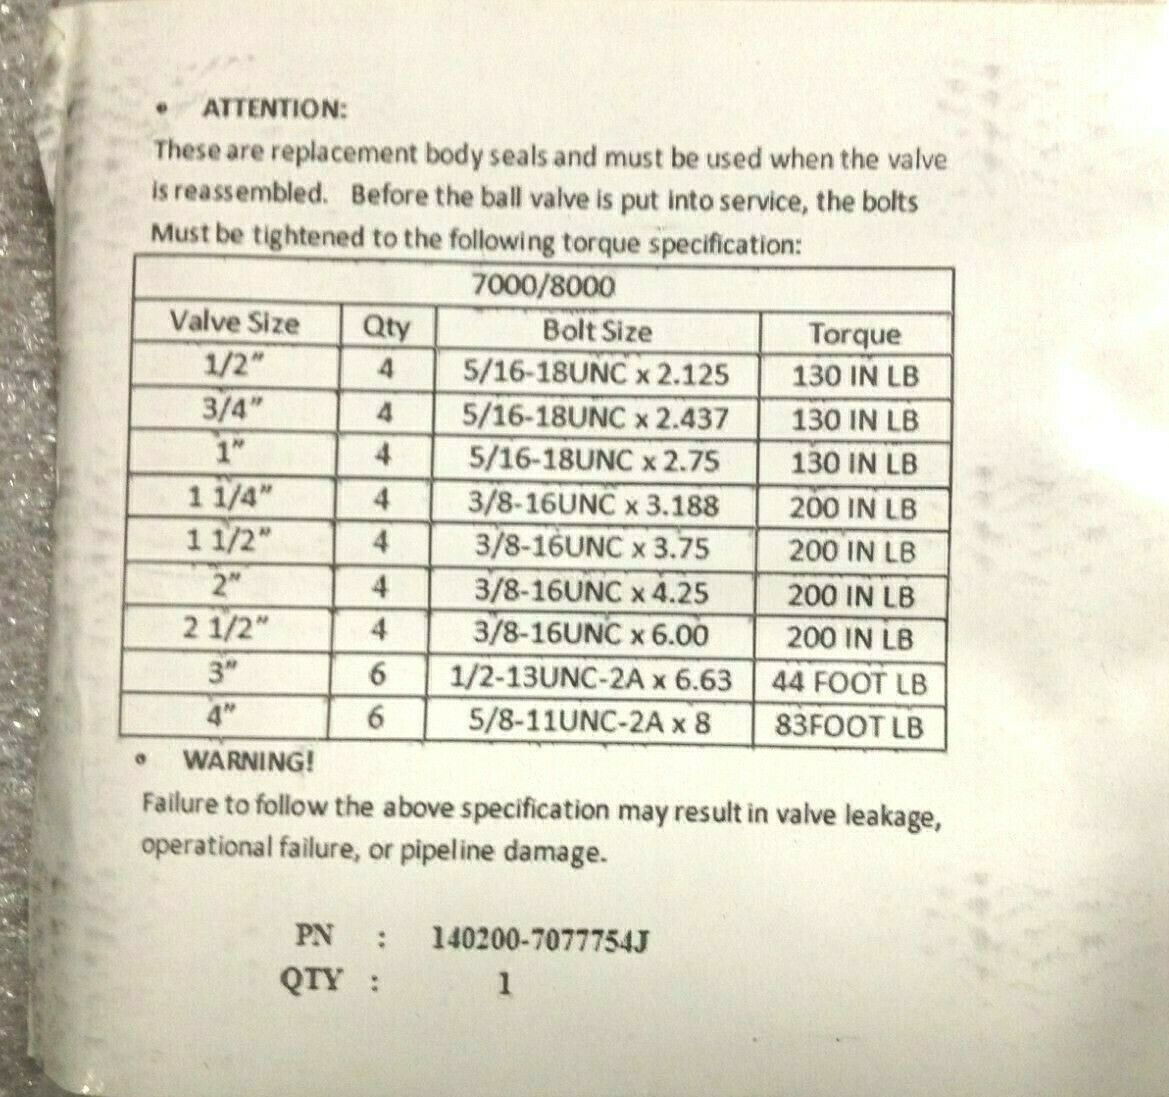 • ATTENTION:
These are replacement body seals and must be used when the valve
is reassembled. Before the ball valve is put into service, the bolts
Must be tightened to the following torque specification:
7000/8000
Valve Size Qty Bolt Size Torque
1/2" 4 5/16-18UNC x 2.125 130 IN LB
3/4" 4 5/16-18UNC x 2.437 130 IN LB
1" 4 5/16-18UNC x 2.75 130 IN LB
1 1/4" 4 3/8-16UNC x 3.188 200 IN LB
1 1/2" 4 3/8-16UNC x 3.75 200 IN LB
2" 4 3/8-16UNC x 4.25 200 IN LB
2 1/2" 4 3/8-16UNC x 6.00 200 IN LB
3" 6 1/2-13UNC-2A x 6.63 44 FOOT LB
4" 6 5/8-11UNC-2A x 8 83FOOT LB
• WARNING!
Failure to follow the above specification may result in valve leakage,
operational failure, or pipeline damage.
PN : 140200-7077754J
QTY : 1